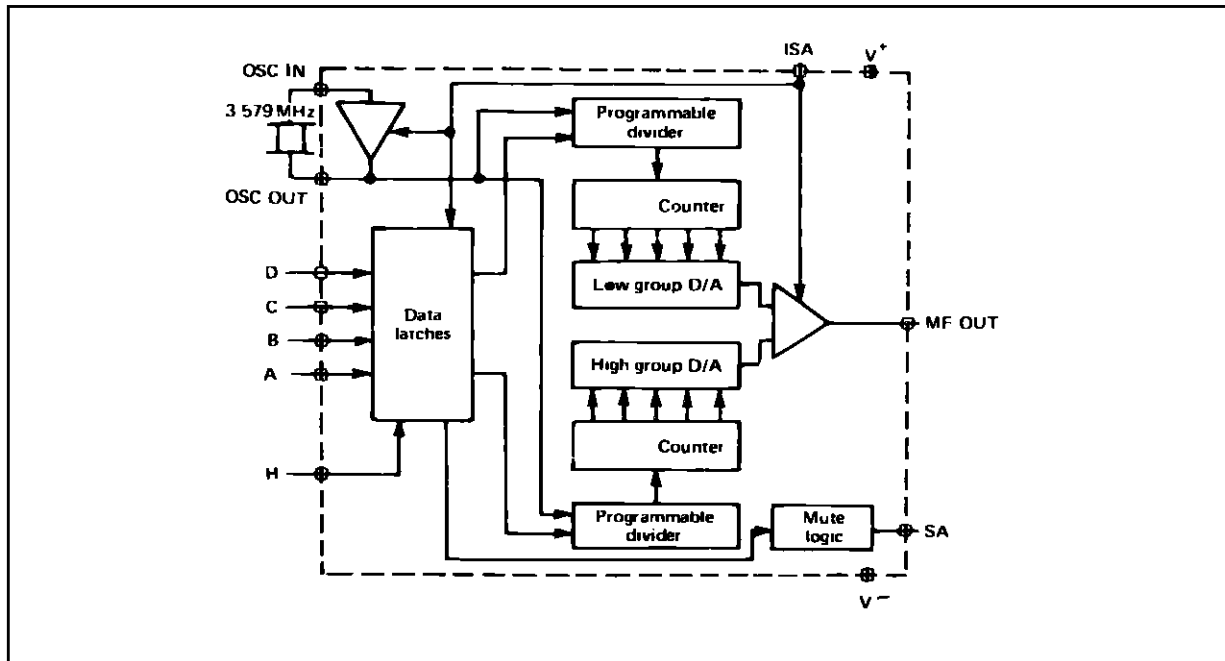 ISA
V+
OSC IN
3 579 MHz
OSC OUT
Programmable
divider
Counter
Low group D/A
D
C
B
A
Data
latches
MF OUT
High group D/A
Counter
H
Programmable
divider
Mute
logic
SA
V−